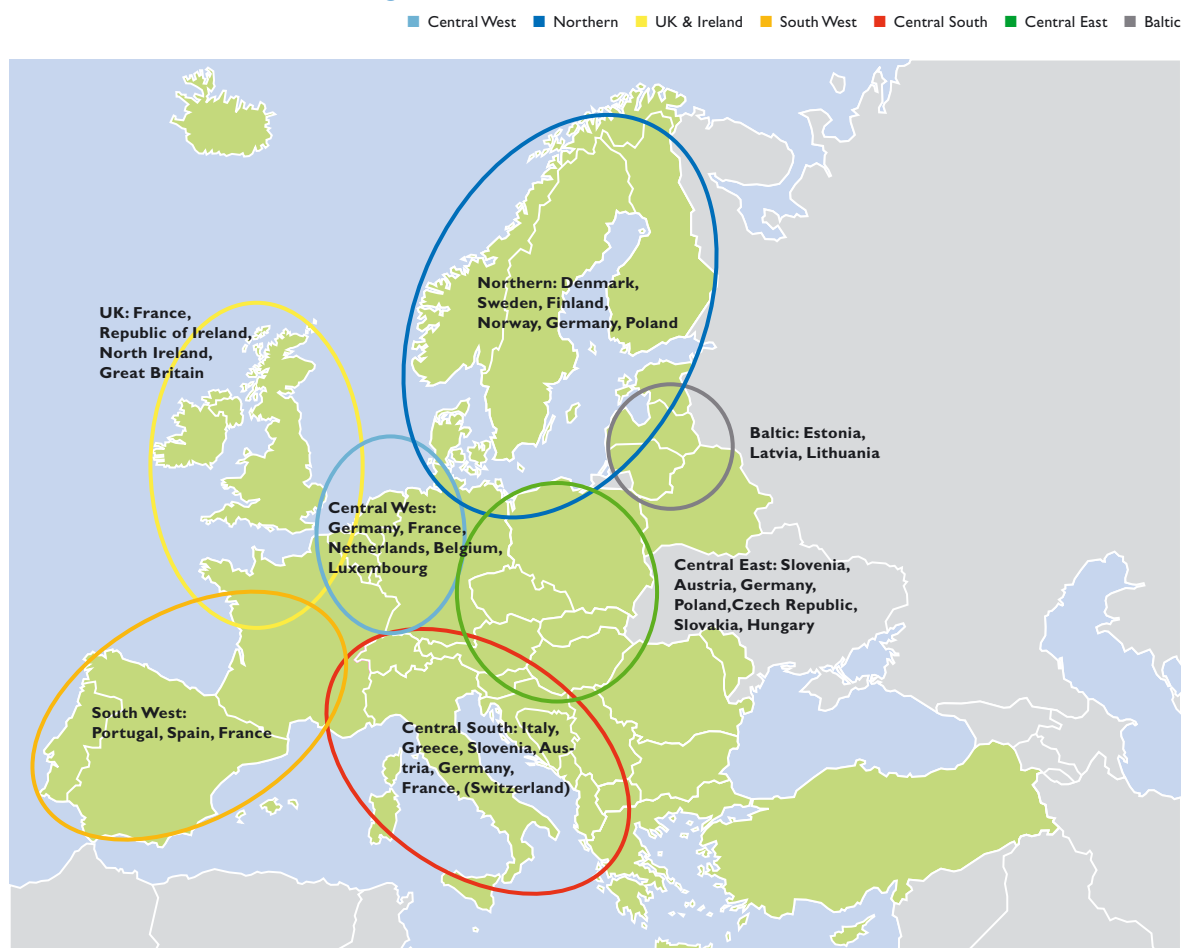 Central West Northern UK & Ireland South West Central South Central East Baltic
Northern: Denmark,
Sweden, Finland,
Norway, Germany, Poland
UK: France,
Republic of Ireland,
North Ireland,
Great Britain
Baltic: Estonia,
Latvia, Lithuania
Central West:
Germany, France,
Netherlands, Belgium,
Luxembourg
Central East: Slovenia,
Austria, Germany,
Poland,Czech Republic,
Slovakia, Hungary
South West:
Portugal, Spain, France
Central South: Italy,
Greece, Slovenia, Aus-
tria, Germany,
France, (Switzerland)